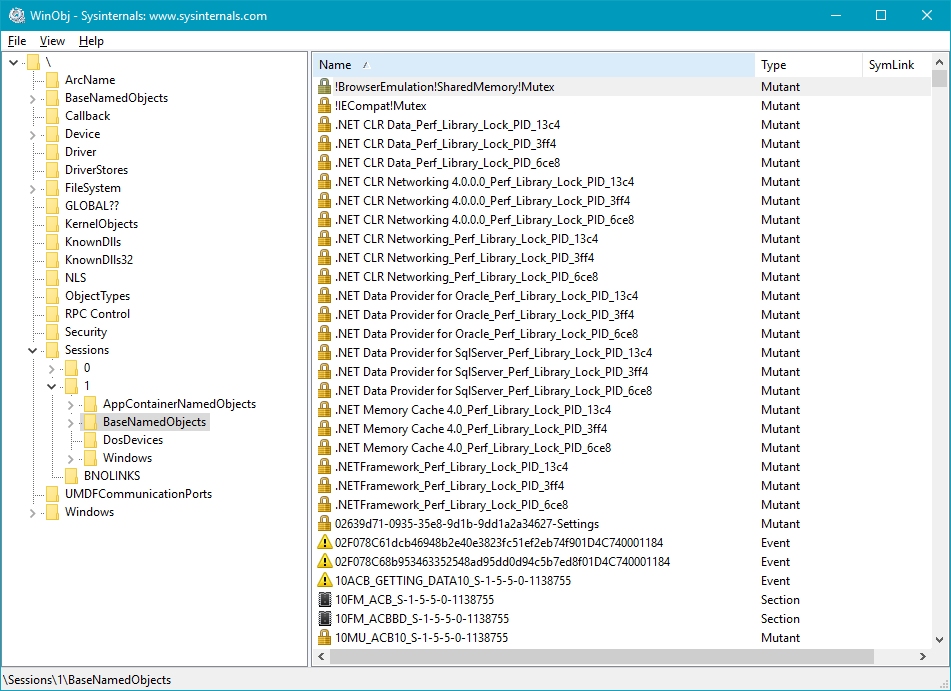 WinObj - Sysinternals: www.sysinternals.com
File View Help
\
ArcName
BaseNamedObjects
Callback
Device
Driver
DriverStores
FileSystem
GLOBAL??
KernelObjects
KnownDlls
KnownDlls32
NLS
ObjectTypes
RPC Control
Security
Sessions
0
1
AppContainerNamedObjects
BaseNamedObjects
DosDevices
Windows
BNOLINKS
UMDFCommunicationPorts
Windows
Name Type SymLink
!BrowserEmulation!SharedMemory!Mutex Mutant
!IECompat!Mutex Mutant
.NET CLR Data_Perf_Library_Lock_PID_13c4 Mutant
.NET CLR Data_Perf_Library_Lock_PID_3ff4 Mutant
.NET CLR Data_Perf_Library_Lock_PID_6ce8 Mutant
.NET CLR Networking 4.0.0.0_Perf_Library_Lock_PID_13c4 Mutant
.NET CLR Networking 4.0.0.0_Perf_Library_Lock_PID_3ff4 Mutant
.NET CLR Networking 4.0.0.0_Perf_Library_Lock_PID_6ce8 Mutant
.NET CLR Networking_Perf_Library_Lock_PID_13c4 Mutant
.NET CLR Networking_Perf_Library_Lock_PID_3ff4 Mutant
.NET CLR Networking_Perf_Library_Lock_PID_6ce8 Mutant
.NET Data Provider for Oracle_Perf_Library_Lock_PID_13c4 Mutant
.NET Data Provider for Oracle_Perf_Library_Lock_PID_3ff4 Mutant
.NET Data Provider for Oracle_Perf_Library_Lock_PID_6ce8 Mutant
.NET Data Provider for SqlServer_Perf_Library_Lock_PID_13c4 Mutant
.NET Data Provider for SqlServer_Perf_Library_Lock_PID_3ff4 Mutant
.NET Data Provider for SqlServer_Perf_Library_Lock_PID_6ce8 Mutant
.NET Memory Cache 4.0_Perf_Library_Lock_PID_13c4 Mutant
.NET Memory Cache 4.0_Perf_Library_Lock_PID_3ff4 Mutant
.NET Memory Cache 4.0_Perf_Library_Lock_PID_6ce8 Mutant
.NETFramework_Perf_Library_Lock_PID_13c4 Mutant
.NETFramework_Perf_Library_Lock_PID_3ff4 Mutant
.NETFramework_Perf_Library_Lock_PID_6ce8 Mutant
02639d71-0935-35e8-9d1b-9dd1a2a34627-Settings Mutant
02F078C61dcb46948b2e40e3823fc51ef2eb74f901D4C740001184 Event
02F078C68b953463352548ad95dd0d94c5b7ed8f01D4C740001184 Event
10ACB_GETTING_DATA10_S-1-5-5-0-1138755 Event
10FM_ACB_S-1-5-5-0-1138755 Section
10FM_ACBBD_S-1-5-5-0-1138755 Section
10MU_ACB10_S-1-5-5-0-1138755 Mutant
\Sessions\1\BaseNamedObjects